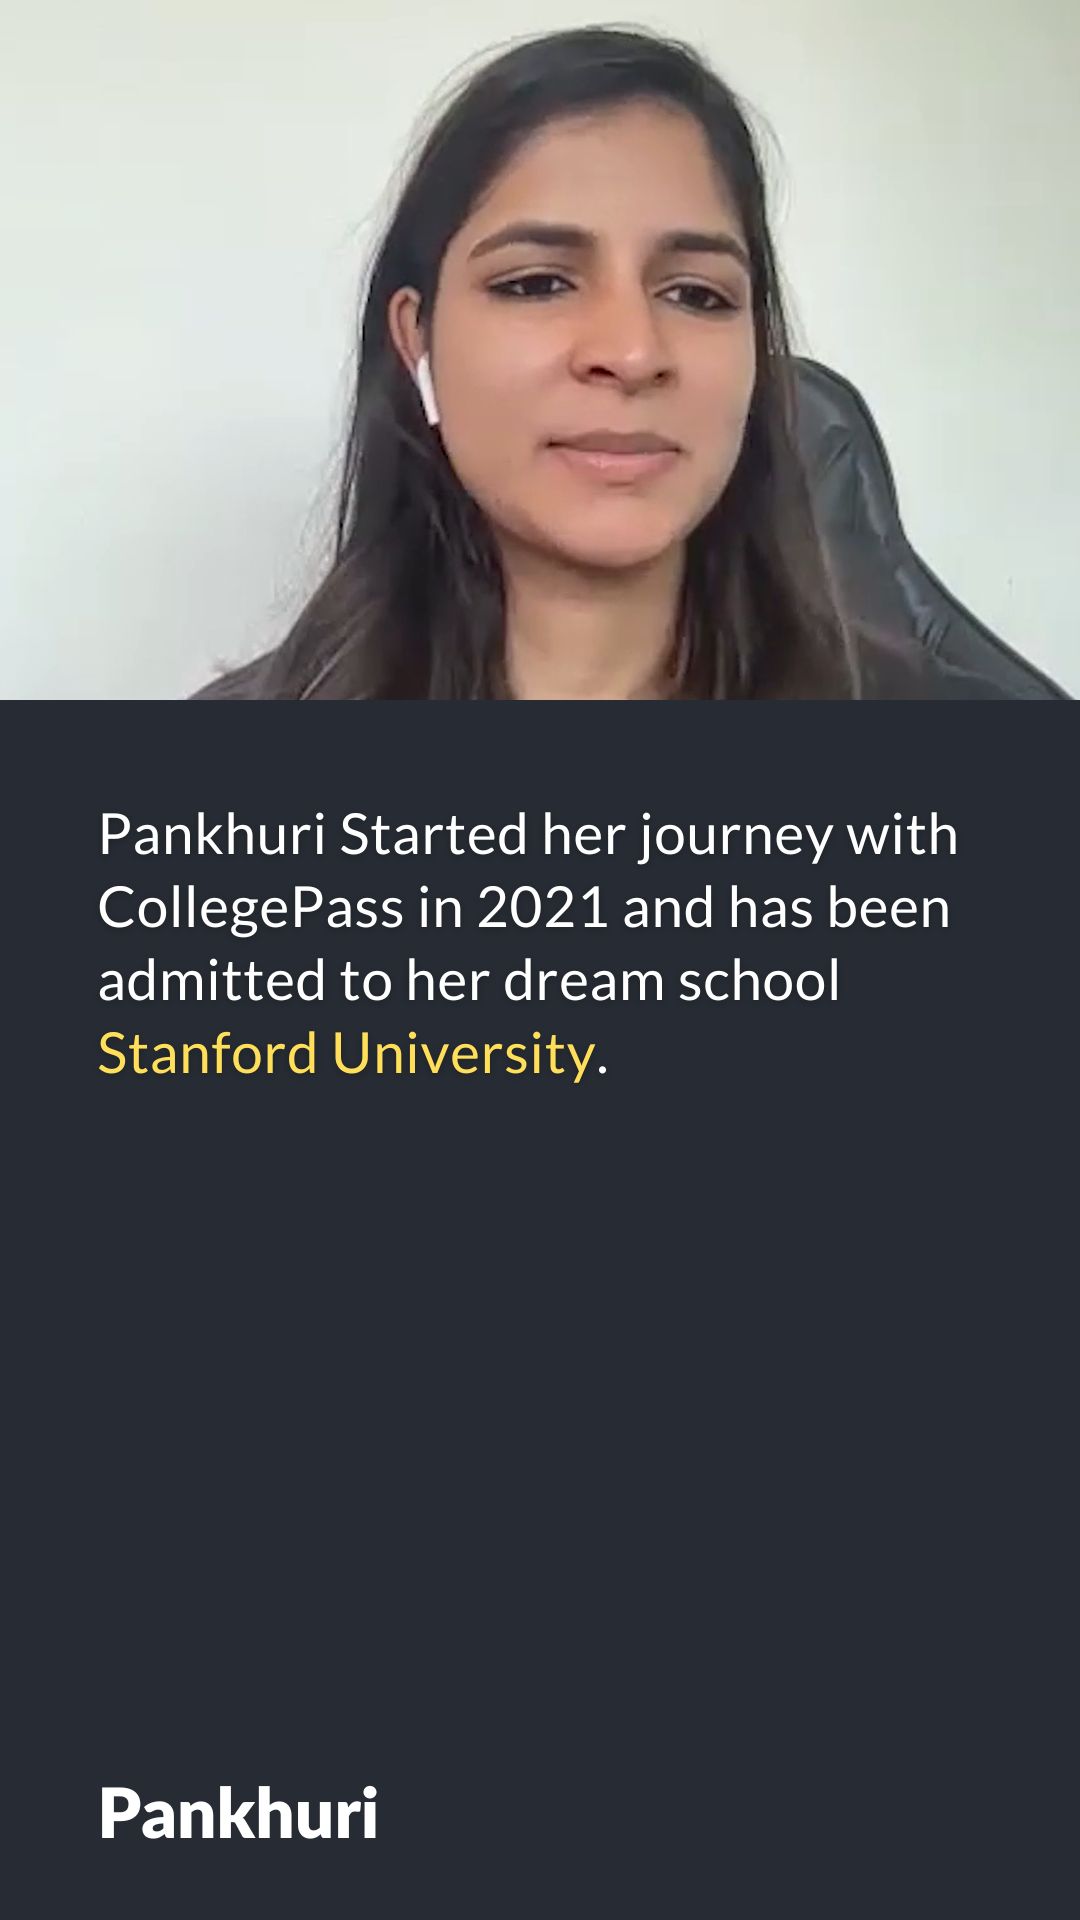 Pankhuri Started her journey with
CollegePass in 2021 and has been
admitted to her dream school
Stanford University.
Pankhuri